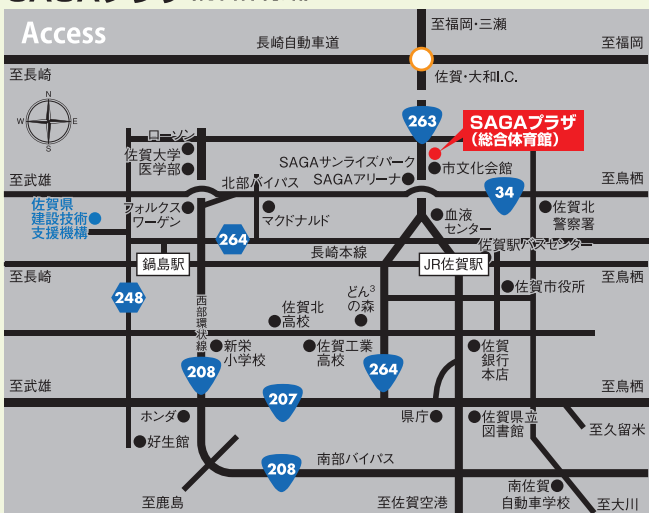 SAGAプラザ
Access
至福岡・三瀬
長崎自動車道
至福岡
至長崎
佐賀・大和I.C.
N
W
E
S
263
SAGAプラザ
(総合体育館)
ローソン
佐賀大学
医学部
SAGAサンライズパーク
SAGAアリーナ
市文化会館
至武雄
北部バイパス
34
至鳥栖
佐賀県
建設技術
支援機構
フォルクス
ワーゲン
マクドナルド
血液
センター
佐賀北
警察署
264
佐賀駅バスセンター
長崎本線
鍋島駅
JR佐賀駅
至長崎
至鳥栖
248
西部環状線
佐賀北
高校
どん3
の森
佐賀市役所
新栄
小学校
佐賀工業
高校
佐賀
銀行
本店
208
264
至武雄
至鳥栖
207
ホンダ
県庁
佐賀県立
図書館
至久留米
好生館
208
南部バイパス
南佐賀
自動車学校
至鹿島
至佐賀空港
至大川